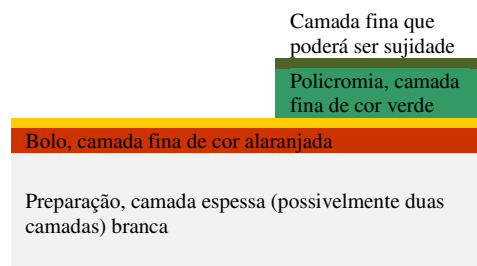 Camada fina que
poderá ser sujidade
Policromia, camada
fina de cor verde
Bolo, camada fina de cor alaranjada
Preparação, camada espessa (possivelmente duas
camadas) branca